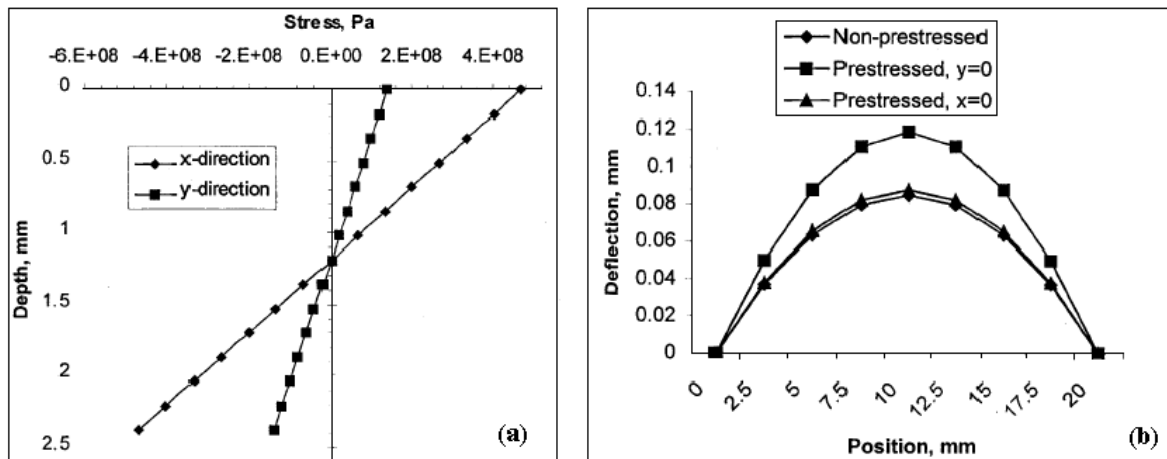 Stress, Pa
-6.E+08 -4.E+08 -2.E+08 0.E+00 2.E+08 4.E+08
0
0.5
1
1.5
2
2.5
Depth, mm
x-direction
y-direction
(a)
Non-prestressed
Prestressed, y=0
Prestressed, x=0
0.14
0.12
0.1
0.08
0.06
0.04
0.02
0
Deflection, mm
0 2.5 5 7.5 10 12.5 15 17.5 20
Position, mm
(b)